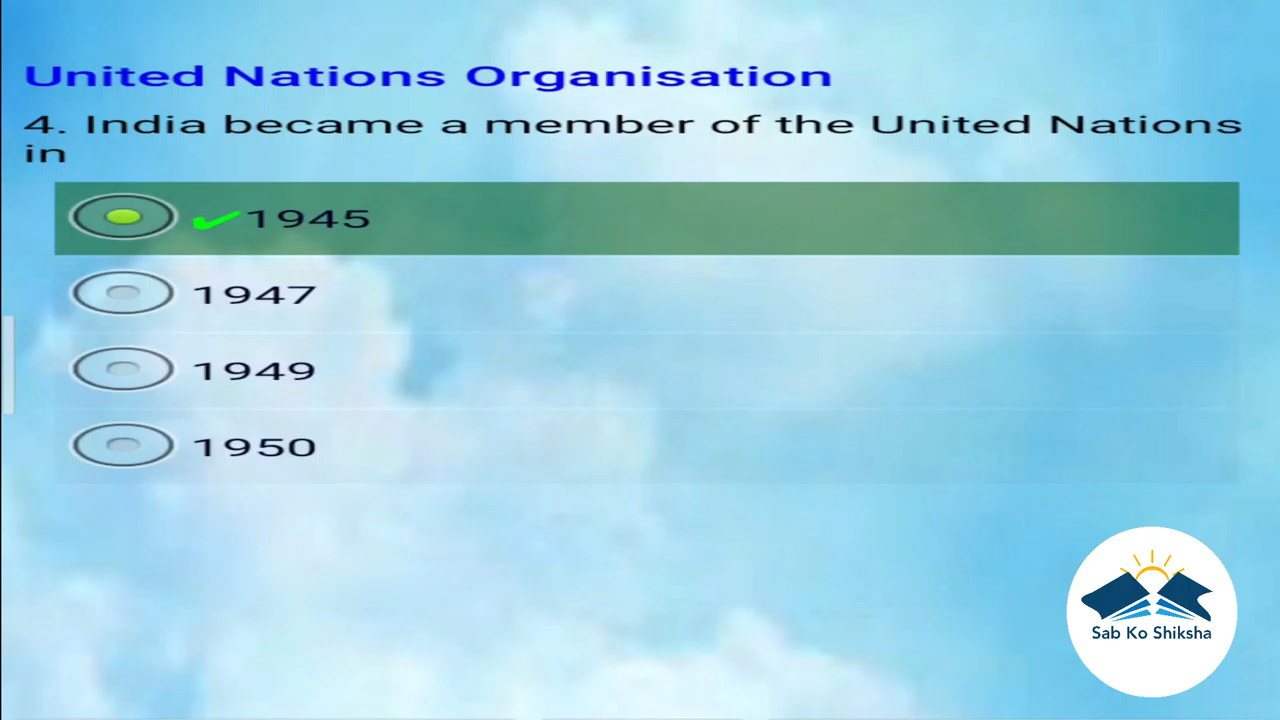 United Nations Organisation
4. India became a member of the United Nations
in
✔1945
1947
1949
1950
Sab Ko Shiksha